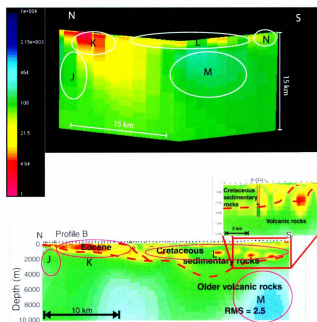 N
S
1e+004
2.15e+003
464
100
21.5
4.64
1
K
L
N
J
M
15 km
15 km
Cretaceous
sedimentary
rocks
Volcanic rocks
2 km
N
Profile B
S
0
2000
4000
6000
8000
10,000
Depth (m)
Eocene
Cretaceous
sedimentary rocks
J
K
Older volcanic rocks
M
10 km
RMS = 2.5